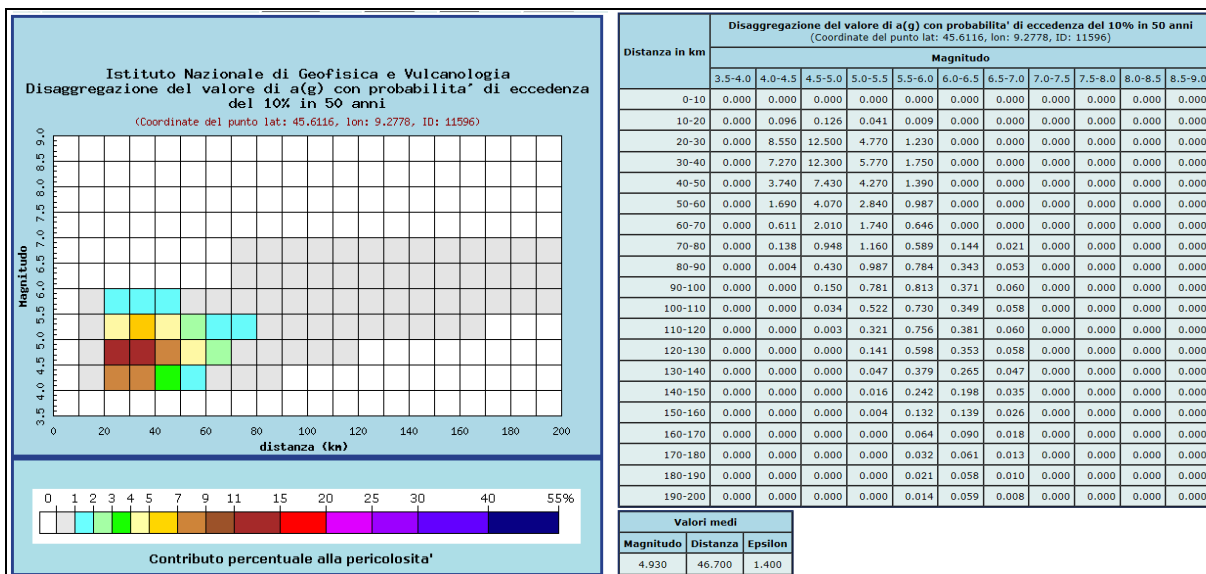 Istituto Nazionale di Geofisica e Vulcanologia
Disaggregazione del valore di a(g) con probabilita' di eccedenza
del 10% in 50 anni
(Coordinate del punto lat: 45.6116, lon: 9.2778, ID: 11596)
Magnitudo
9.0
8.5
8.0
7.5
7.0
6.5
6.0
5.5
5.0
4.5
4.0
3.5
0 20 40 60 80 100 120 140 160 180 200
distanza (km)
0 1 2 3 4 5 7 9 11 15 20 25 30 40 55%
Contributo percentuale alla pericolosita'
Distanza in km
Disaggregazione del valore di a(g) con probabilita' di eccedenza del 10% in 50 anni
(Coordinate del punto lat: 45.6116, lon: 9.2778, ID: 11596)
Magnitudo
3.5-4.0 4.0-4.5 4.5-5.0 5.0-5.5 5.5-6.0 6.0-6.5 6.5-7.0 7.0-7.5 7.5-8.0 8.0-8.5 8.5-9.0
0-10 0.000 0.000 0.000 0.000 0.000 0.000 0.000 0.000 0.000 0.000 0.000
10-20 0.000 0.096 0.126 0.041 0.009 0.000 0.000 0.000 0.000 0.000 0.000
20-30 0.000 8.550 12.500 4.770 1.230 0.000 0.000 0.000 0.000 0.000 0.000
30-40 0.000 7.270 12.300 5.770 1.750 0.000 0.000 0.000 0.000 0.000 0.000
40-50 0.000 3.740 7.430 4.270 1.390 0.000 0.000 0.000 0.000 0.000 0.000
50-60 0.000 1.690 4.070 2.840 0.987 0.000 0.000 0.000 0.000 0.000 0.000
60-70 0.000 0.611 2.010 1.740 0.646 0.000 0.000 0.000 0.000 0.000 0.000
70-80 0.000 0.138 0.948 1.160 0.589 0.144 0.021 0.000 0.000 0.000 0.000
80-90 0.000 0.004 0.430 0.987 0.784 0.343 0.053 0.000 0.000 0.000 0.000
90-100 0.000 0.000 0.150 0.781 0.813 0.371 0.060 0.000 0.000 0.000 0.000
100-110 0.000 0.000 0.034 0.522 0.730 0.349 0.058 0.000 0.000 0.000 0.000
110-120 0.000 0.000 0.003 0.321 0.756 0.381 0.060 0.000 0.000 0.000 0.000
120-130 0.000 0.000 0.000 0.141 0.598 0.353 0.058 0.000 0.000 0.000 0.000
130-140 0.000 0.000 0.000 0.047 0.379 0.265 0.047 0.000 0.000 0.000 0.000
140-150 0.000 0.000 0.000 0.016 0.242 0.198 0.035 0.000 0.000 0.000 0.000
150-160 0.000 0.000 0.000 0.004 0.132 0.139 0.026 0.000 0.000 0.000 0.000
160-170 0.000 0.000 0.000 0.000 0.064 0.090 0.018 0.000 0.000 0.000 0.000
170-180 0.000 0.000 0.000 0.000 0.032 0.061 0.013 0.000 0.000 0.000 0.000
180-190 0.000 0.000 0.000 0.000 0.021 0.058 0.010 0.000 0.000 0.000 0.000
190-200 0.000 0.000 0.000 0.000 0.014 0.059 0.008 0.000 0.000 0.000 0.000
Valori medi
Magnitudo Distanza Epsilon
4.930 46.700 1.400